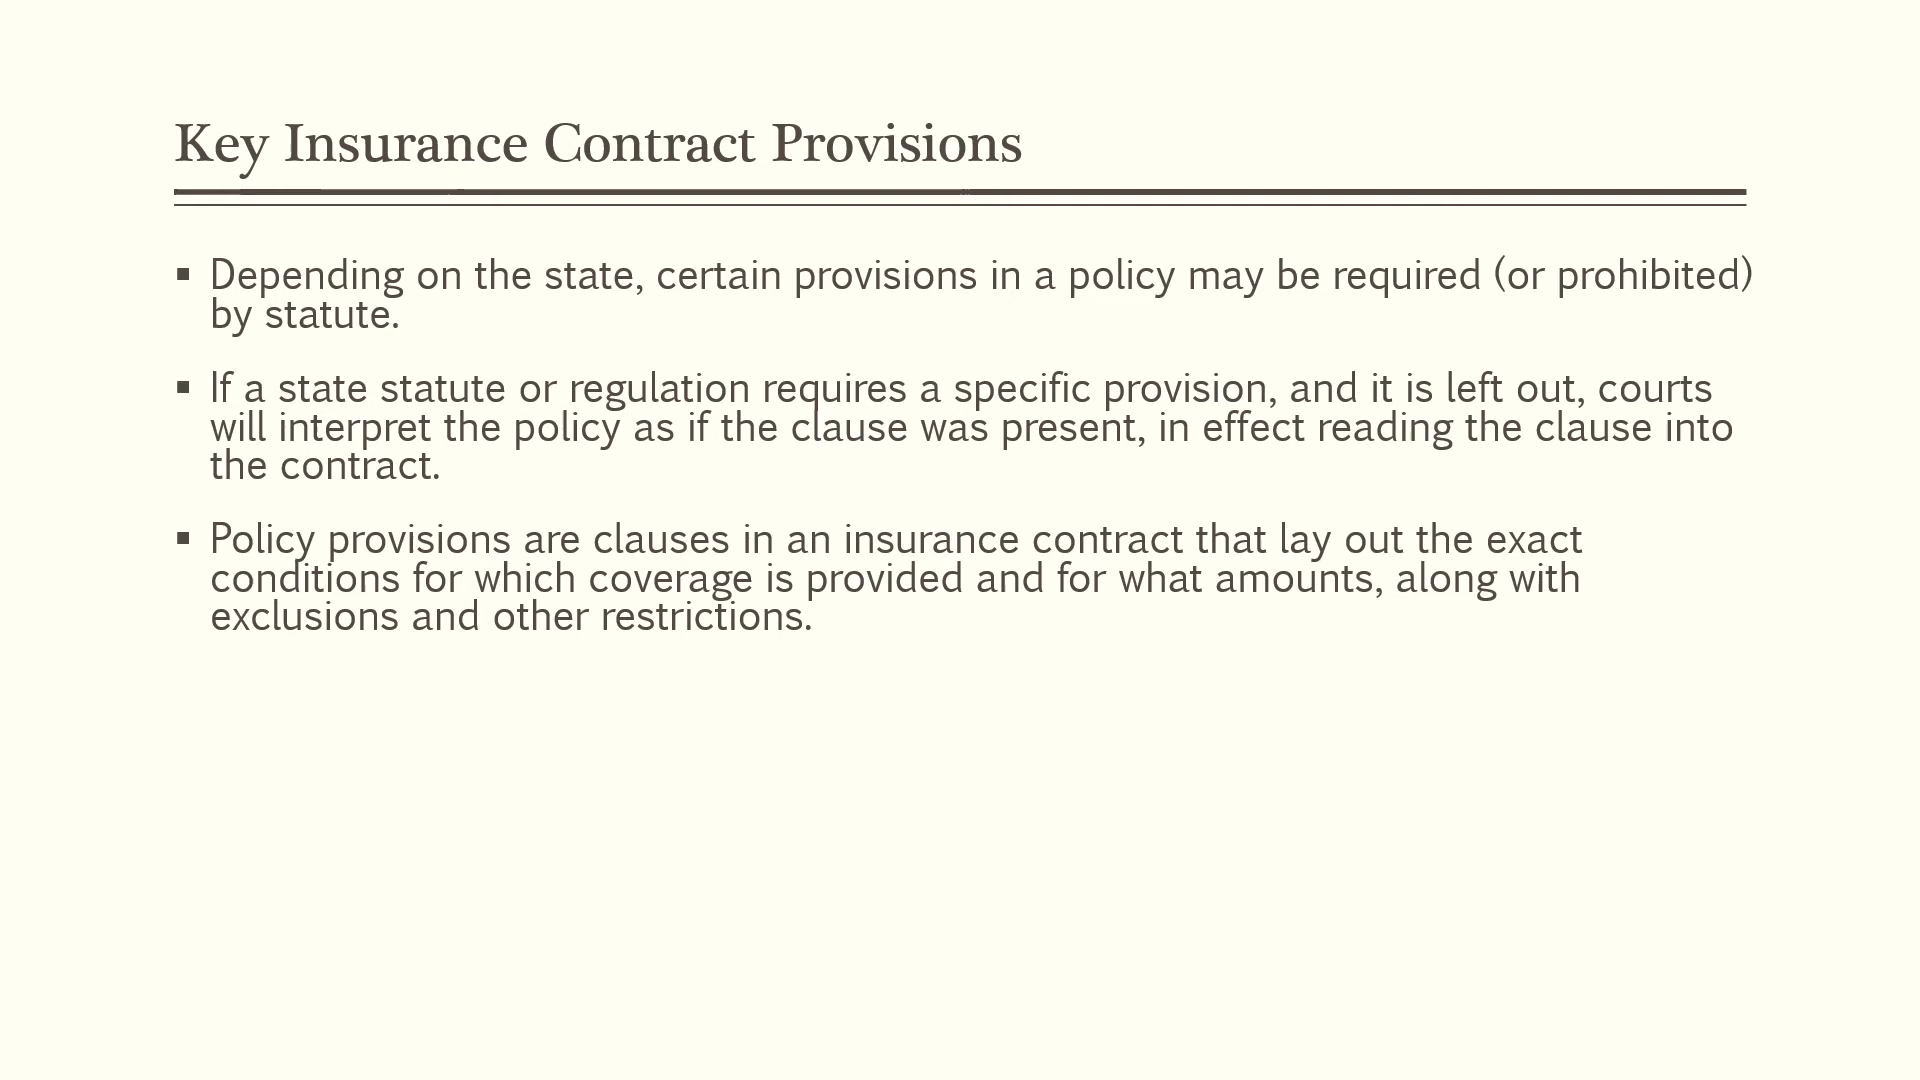 Key Insurance Contract Provisions
▪ Depending on the state, certain provisions in a policy may be required (or prohibited)
by statute.
▪ If a state statute or regulation requires a specific provision, and it is left out, courts
will interpret the policy as if the clause was present, in effect reading the clause into
the contract.
▪ Policy provisions are clauses in an insurance contract that lay out the exact
conditions for which coverage is provided and for what amounts, along with
exclusions and other restrictions.